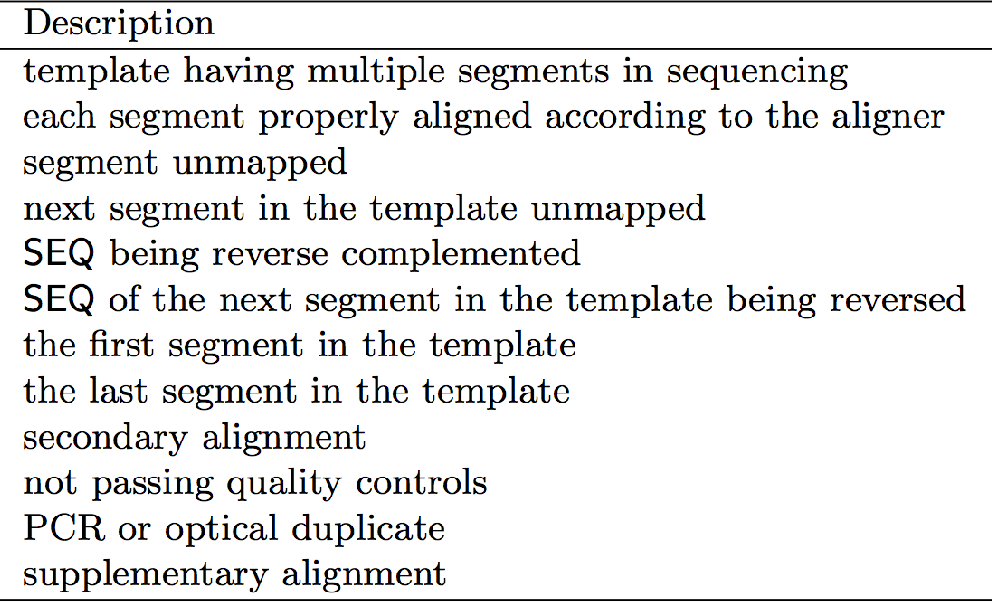 Description
template having multiple segments in sequencing
each segment properly aligned according to the aligner
segment unmapped
next segment in the template unmapped
SEQ being reverse complemented
SEQ of the next segment in the template being reversed
the first segment in the template
the last segment in the template
secondary alignment
not passing quality controls
PCR or optical duplicate
supplementary alignment